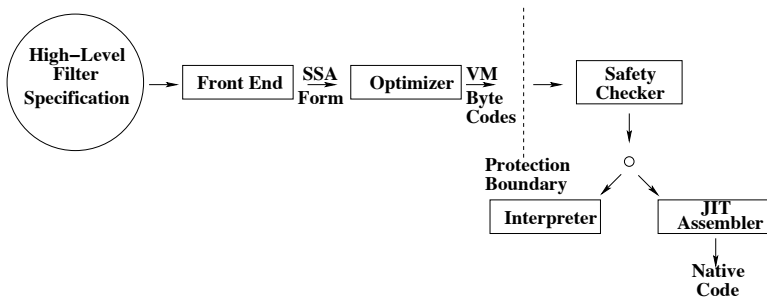 High–Level
Filter
Specification
Front End
SSA
Form
Optimizer
VM
Byte
Codes
Safety
Checker
Protection
Boundary
Interpreter
JIT
Assembler
Native
Code